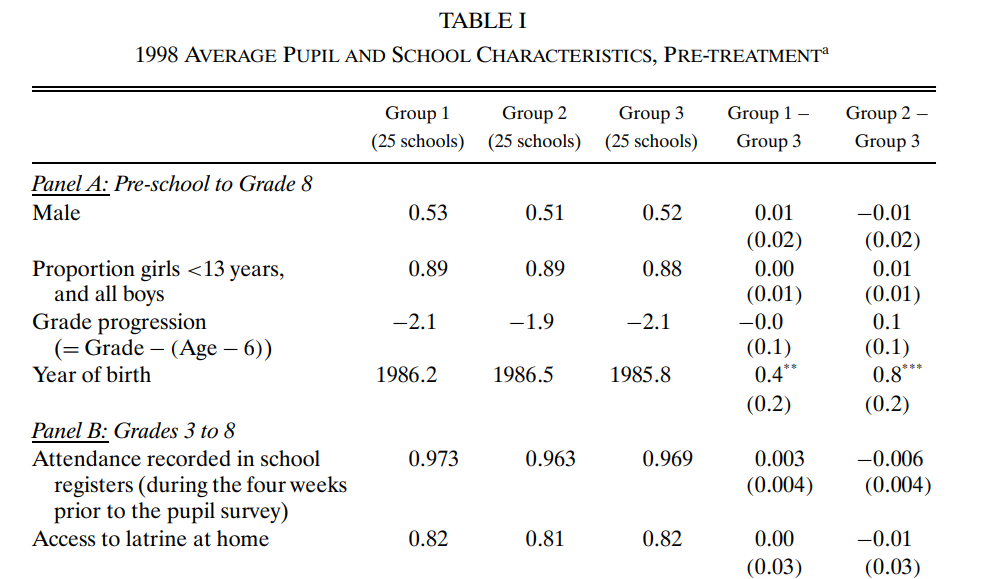 TABLE I
1998 AVERAGE PUPIL AND SCHOOL CHARACTERISTICS, PRE-TREATMENTᵃ
Group 1 Group 2 Group 3 Group 1 − Group 2 −
(25 schools) (25 schools) (25 schools) Group 3 Group 3
Panel A: Pre-school to Grade 8
Male 0.53 0.51 0.52 0.01 −0.01
(0.02) (0.02)
Proportion girls <13 years, 0.89 0.89 0.88 0.00 0.01
and all boys (0.01) (0.01)
Grade progression −2.1 −1.9 −2.1 −0.0 0.1
(= Grade − (Age − 6)) (0.1) (0.1)
Year of birth 1986.2 1986.5 1985.8 0.4** 0.8***
(0.2) (0.2)
Panel B: Grades 3 to 8
Attendance recorded in school 0.973 0.963 0.969 0.003 −0.006
registers (during the four weeks (0.004) (0.004)
prior to the pupil survey)
Access to latrine at home 0.82 0.81 0.82 0.00 −0.01
(0.03) (0.03)